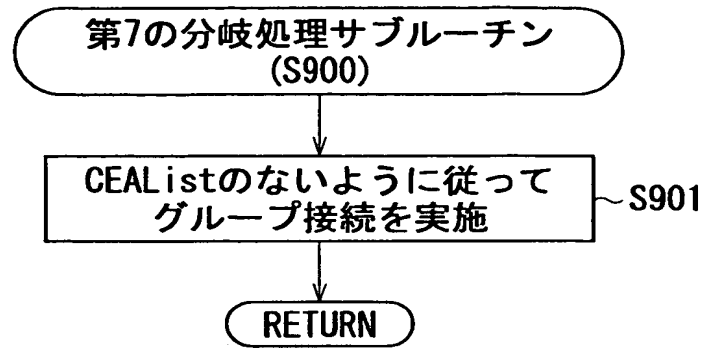 第7の分岐処理サブルーチン
(S900)
CEAListのないように従って
グループ接続を実施
S901
RETURN